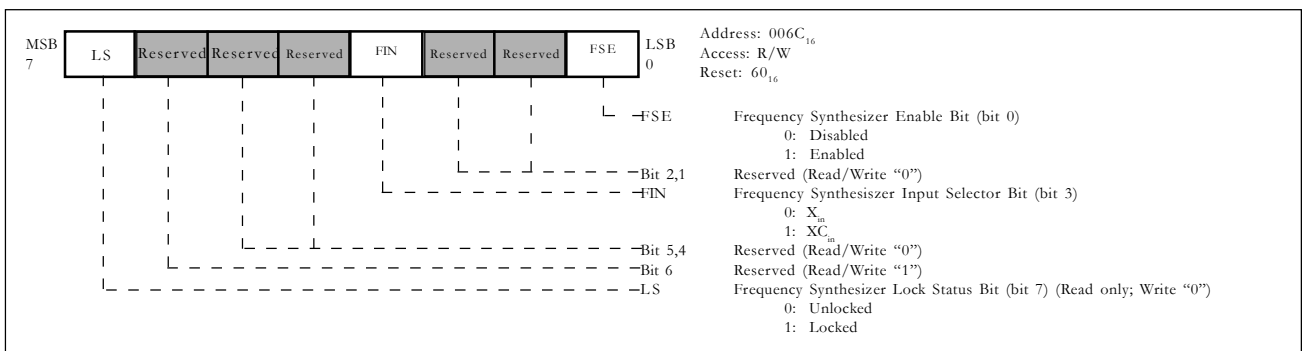 MSB
7
LS
Reserved
Reserved
Reserved
FIN
Reserved
Reserved
FSE
LSB
0
Address: 006C16
Access: R/W
Reset: 6016
FSE Frequency Synthesizer Enable Bit (bit 0)
0: Disabled
1: Enabled
Bit 2,1 Reserved (Read/Write “0”)
FIN Frequency Synthesiszer Input Selector Bit (bit 3)
0: Xin
1: XCin
Bit 5,4 Reserved (Read/Write “0”)
Bit 6 Reserved (Read/Write “1”)
LS Frequency Synthesizer Lock Status Bit (bit 7) (Read only; Write “0”)
0: Unlocked
1: Locked